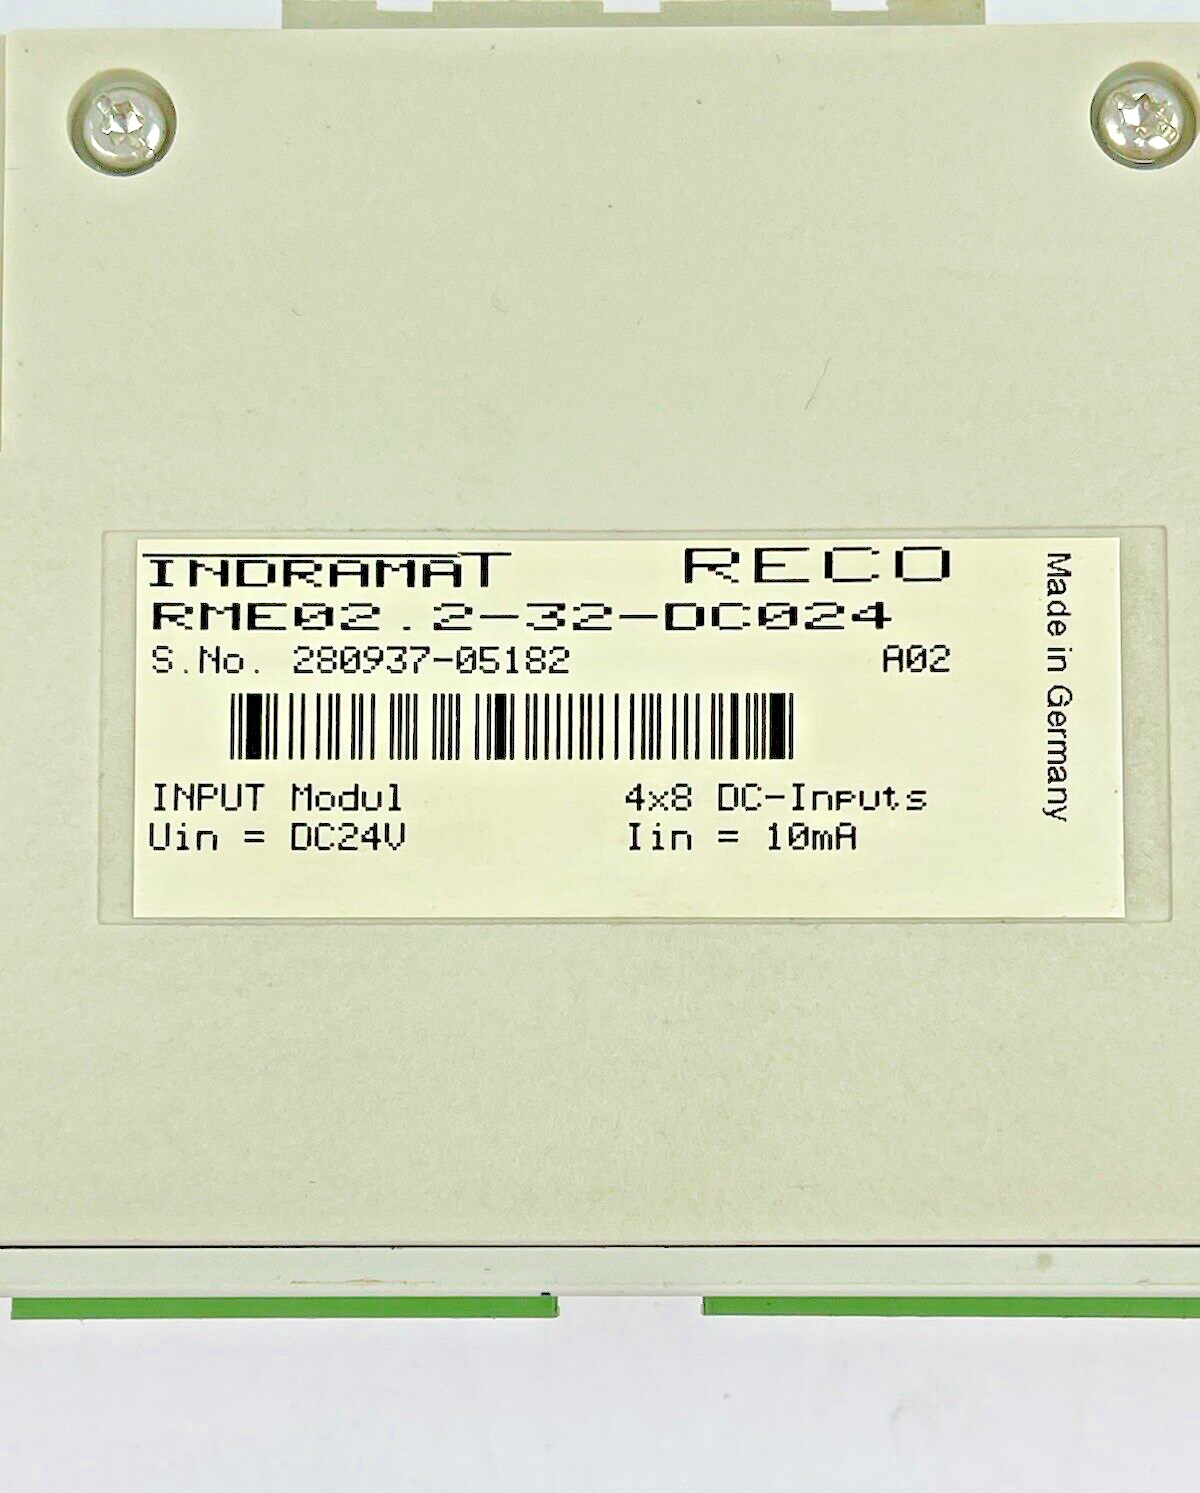 INDRAMAT RECO
RME02.2-32-DC024
S.No. 280937-05182 A02
INPUT Modul 4x8 DC-Inputs
Uin = DC24V Iin = 10mA
Made in Germany